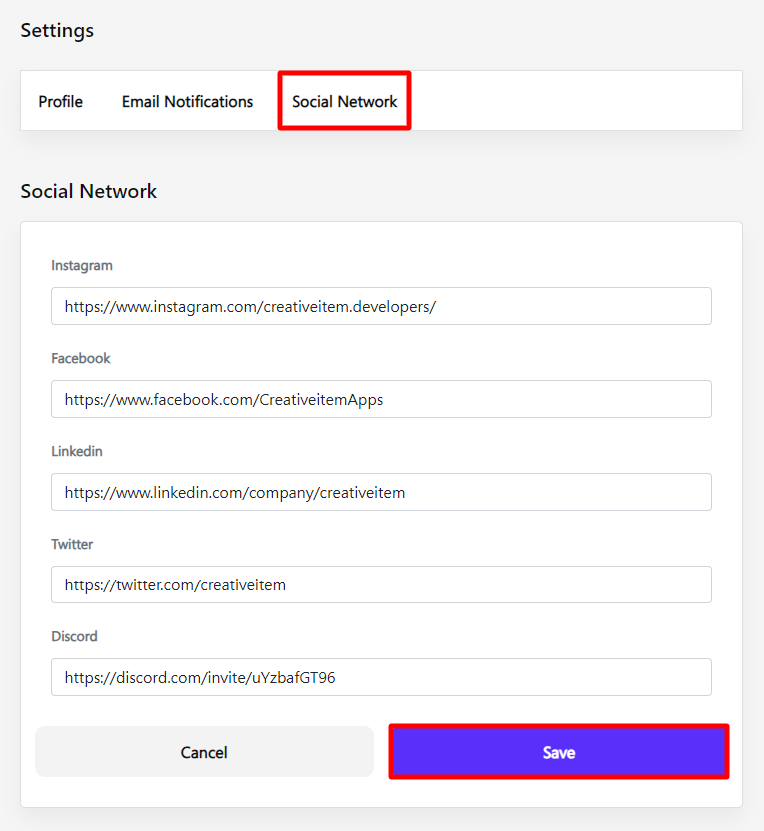 Settings
Profile Email Notifications Social Network
Social Network
Instagram
https://www.instagram.com/creativeitem.developers/
Facebook
https://www.facebook.com/CreativeitemApps
Linkedin
https://www.linkedin.com/company/creativeitem
Twitter
https://twitter.com/creativeitem
Discord
https://discord.com/invite/uYzbafGT96
Cancel Save